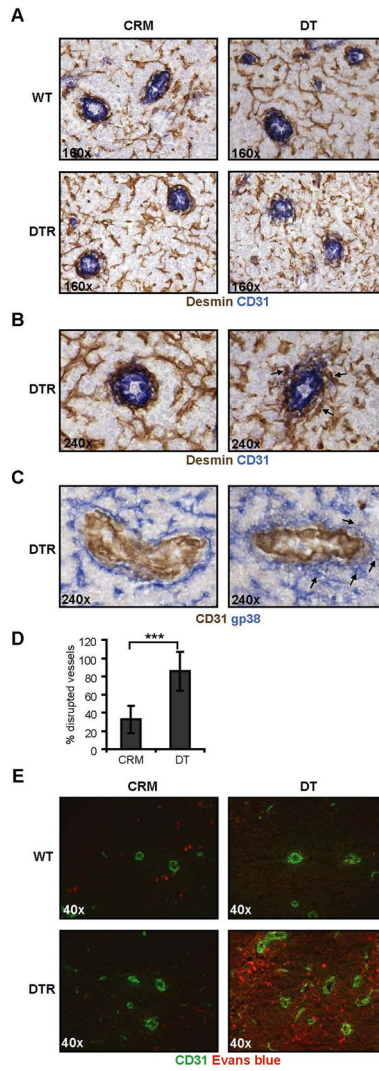 A
CRM DT
WT
160x 160x
DTR
160x 160x
Desmin CD31
B
DTR
240x 240x
Desmin CD31
C
DTR
240x 240x
CD31 gp38
D
% disrupted vessels
***
120
100
80
60
40
20
0
CRM DT
E
CRM DT
WT
40x 40x
DTR
40x 40x
CD31 Evans blue